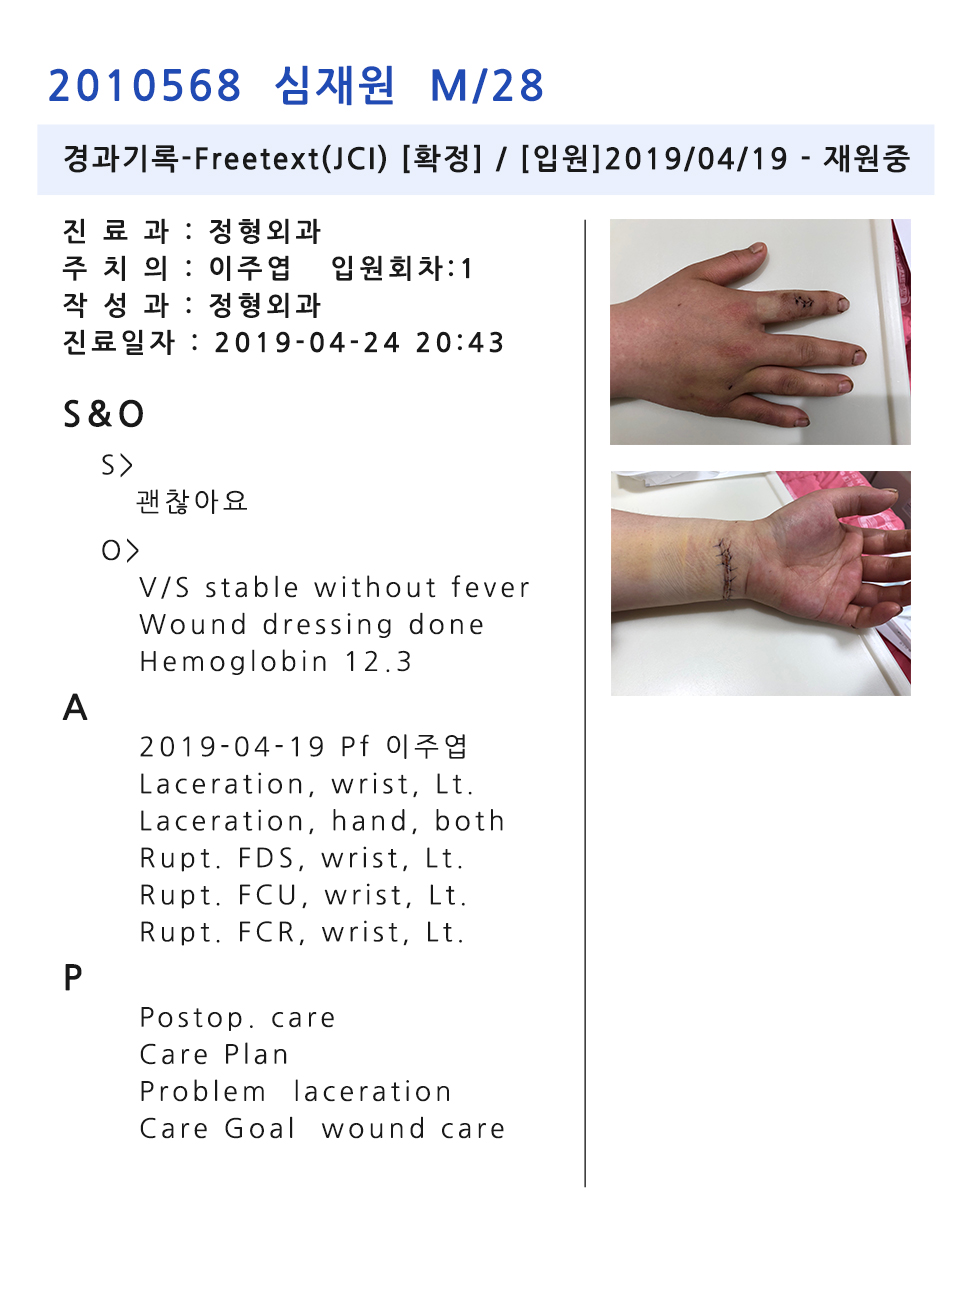 2010568 심재원 M/28
경과기록-Freetext(JCI) [확정] / [입원]2019/04/19 - 재원중
진 료 과 : 정형외과
주 치 의 : 이주엽 입원회차:1
작 성 과 : 정형외과
진료일자 : 2019-04-24 20:43
S&O
S>
괜찮아요
O>
V/S stable without fever
Wound dressing done
Hemoglobin 12.3
A
2019-04-19 Pf 이주엽
Laceration, wrist, Lt.
Laceration, hand, both
Rupt. FDS, wrist, Lt.
Rupt. FCU, wrist, Lt.
Rupt. FCR, wrist, Lt.
P
Postop. care
Care Plan
Problem laceration
Care Goal wound care